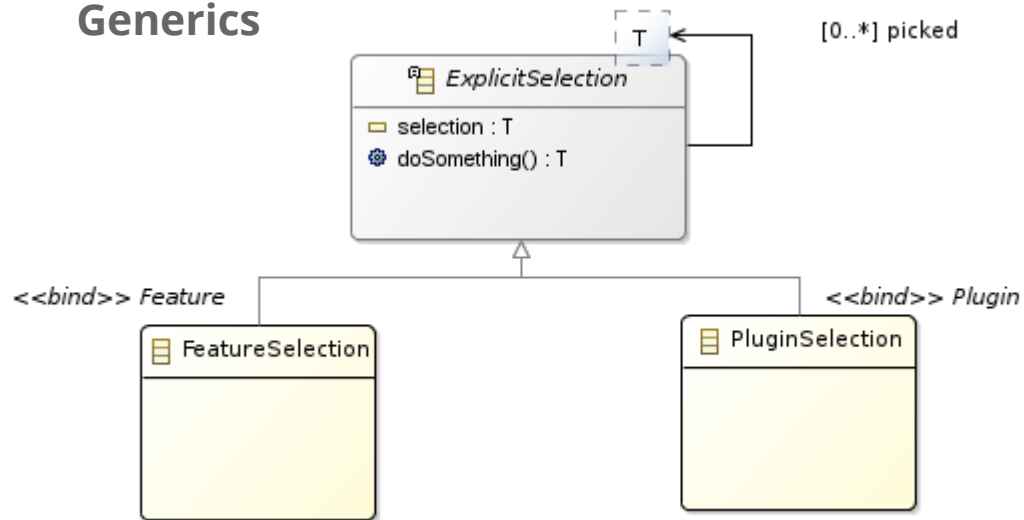 Generics
T
[0..*] picked
ExplicitSelection
selection : T
doSomething() : T
<<bind>> Feature
<<bind>> Plugin
FeatureSelection
PluginSelection